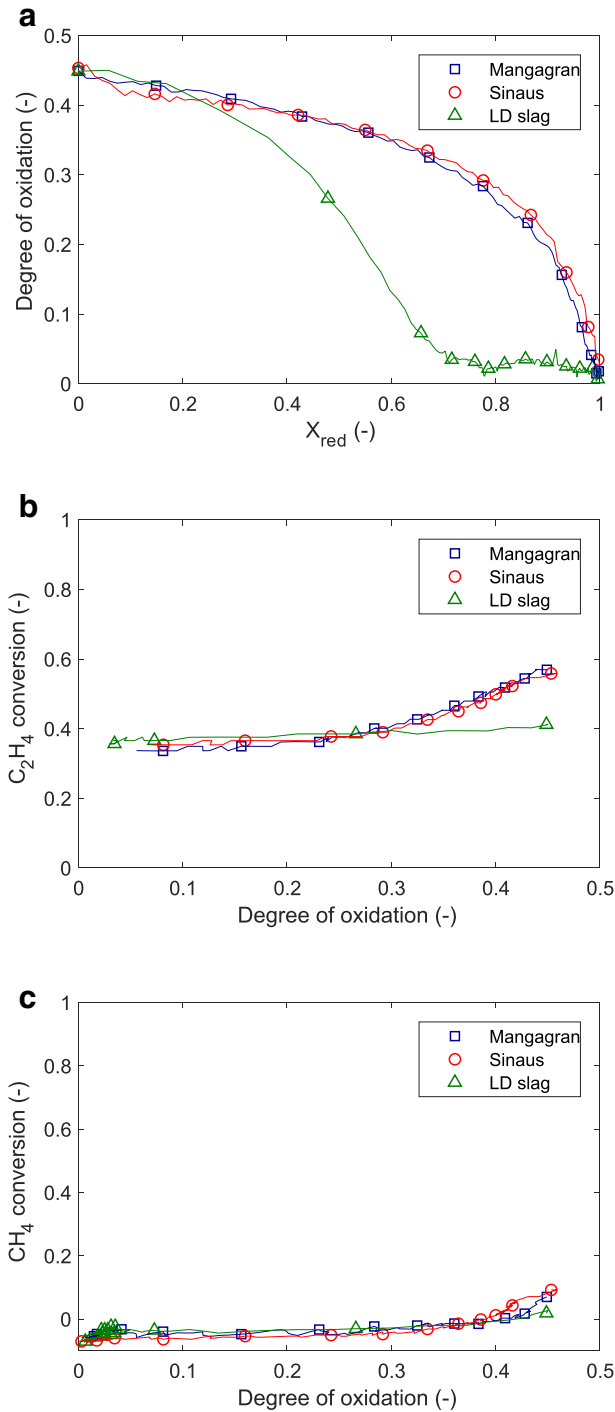 a
0.5
0.4
0.3
0.2
0.1
0
Degree of oxidation (-)
Mangagran
Sinaus
LD slag
0 0.2 0.4 0.6 0.8 1
X_red (-)
b
1
0.8
0.6
0.4
0.2
0
C₂H₄ conversion (-)
Mangagran
Sinaus
LD slag
0 0.1 0.2 0.3 0.4 0.5
Degree of oxidation (-)
c
1
0.8
0.6
0.4
0.2
0
CH₄ conversion (-)
Mangagran
Sinaus
LD slag
0 0.1 0.2 0.3 0.4 0.5
Degree of oxidation (-)